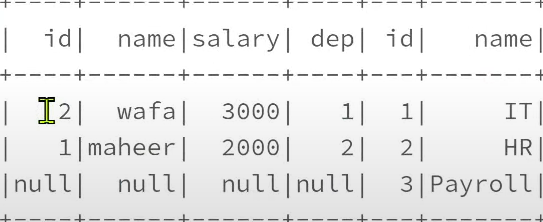 +----+------+------+----+---+-------+
|  id|  name|salary| dep| id|   name|
+----+------+------+----+---+-------+
|   2|  wafa|  3000|   1|  1|     IT|
|   1|maheer|  2000|   2|  2|     HR|
|null|  null|  null|null|  3|Payroll|
+----+------+------+----+---+-------+